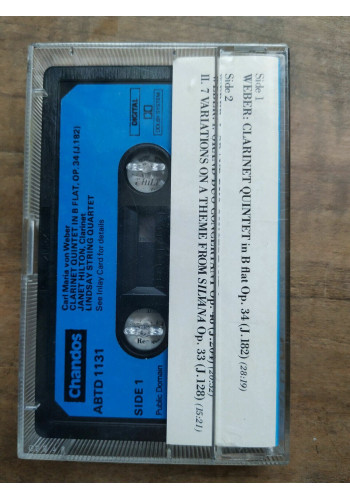 Side 1
WEBER: CLARINET QUINTET in B flat Op. 34 (J.182) (28:19)
Side 2
II. 7 VARIATIONS ON A THEME FROM SILVANA Op. 33 (J.128) (15:21)
DIGITAL
DOLBY SYSTEM
Carl Maria von Weber
CLARINET QUINTET IN B FLAT, OP. 34 (J.182)
JANET HILTON, Clarinet
LINDSAY STRING QUARTET
See Inlay Card for details
Chandos
ABTD 1131
SIDE 1
Public Domain